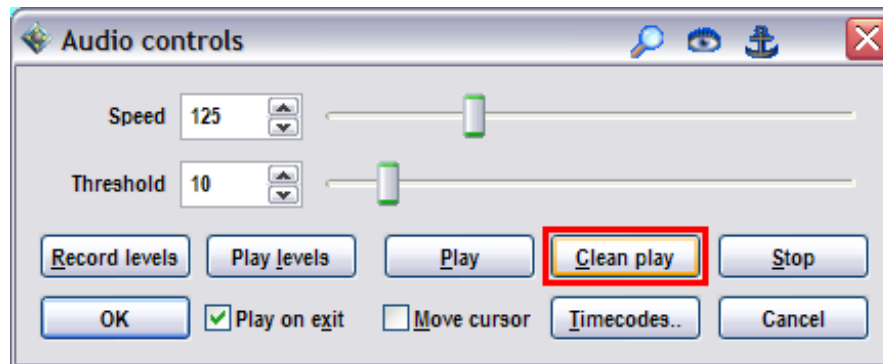 Audio controls
Speed 125
Threshold 10
Record levels Play levels Play Clean play Stop
OK Play on exit Move cursor Timecodes.. Cancel